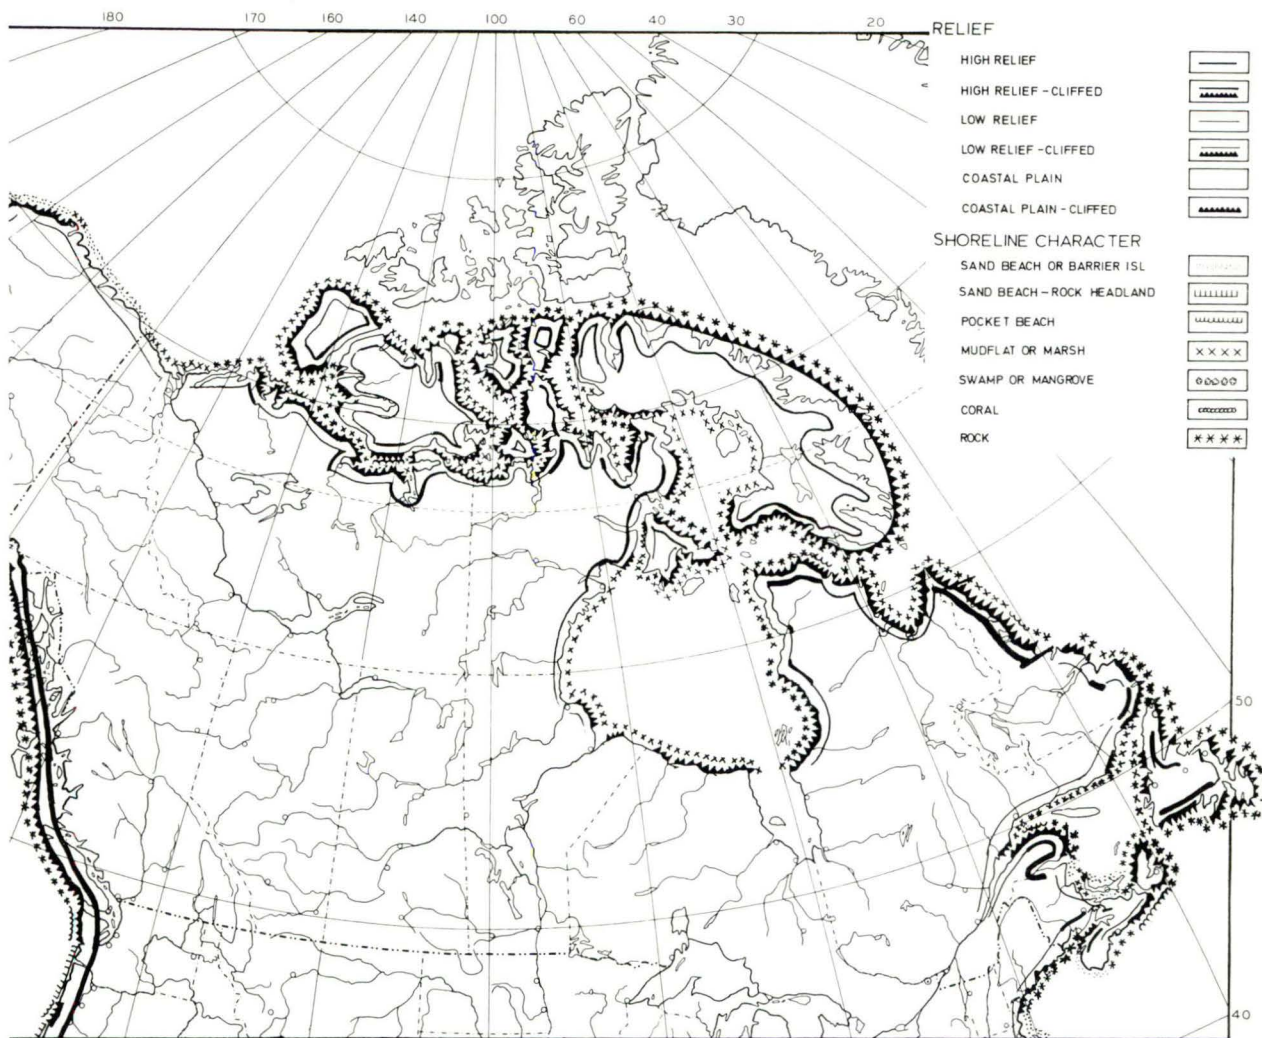 180 170 160 140 100 60 40 30 20
RELIEF
HIGH RELIEF
HIGH RELIEF - CLIFFED
LOW RELIEF
LOW RELIEF - CLIFFED
COASTAL PLAIN
COASTAL PLAIN - CLIFFED
SHORELINE CHARACTER
SAND BEACH OR BARRIER ISL
SAND BEACH - ROCK HEADLAND
POCKET BEACH
MUDFLAT OR MARSH
SWAMP OR MANGROVE
CORAL
ROCK
50
40